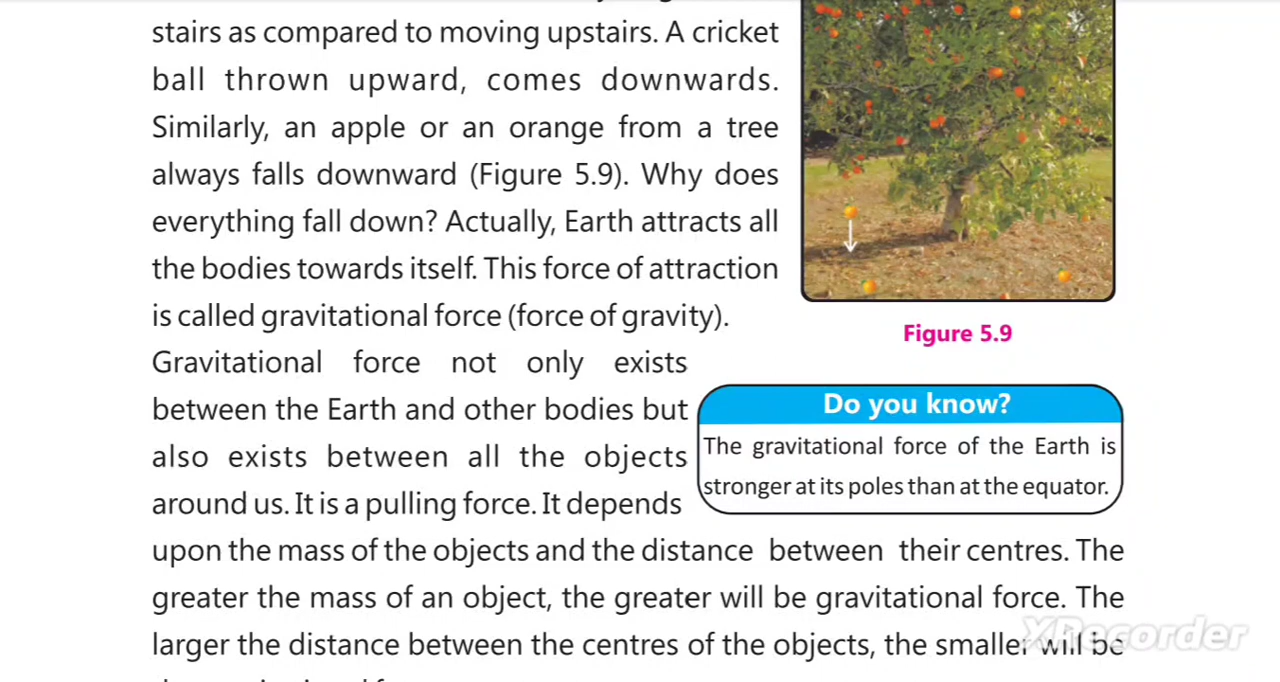 stairs as compared to moving upstairs. A cricket
ball thrown upward, comes downwards.
Similarly, an apple or an orange from a tree
always falls downward (Figure 5.9). Why does
everything fall down? Actually, Earth attracts all
the bodies towards itself. This force of attraction
is called gravitational force (force of gravity).
Figure 5.9
Gravitational force not only exists
between the Earth and other bodies but
also exists between all the objects
around us. It is a pulling force. It depends
Do you know?
The gravitational force of the Earth is
stronger at its poles than at the equator.
upon the mass of the objects and the distance between their centres. The
greater the mass of an object, the greater will be gravitational force. The
larger the distance between the centres of the objects, the smaller will be
XRecorder